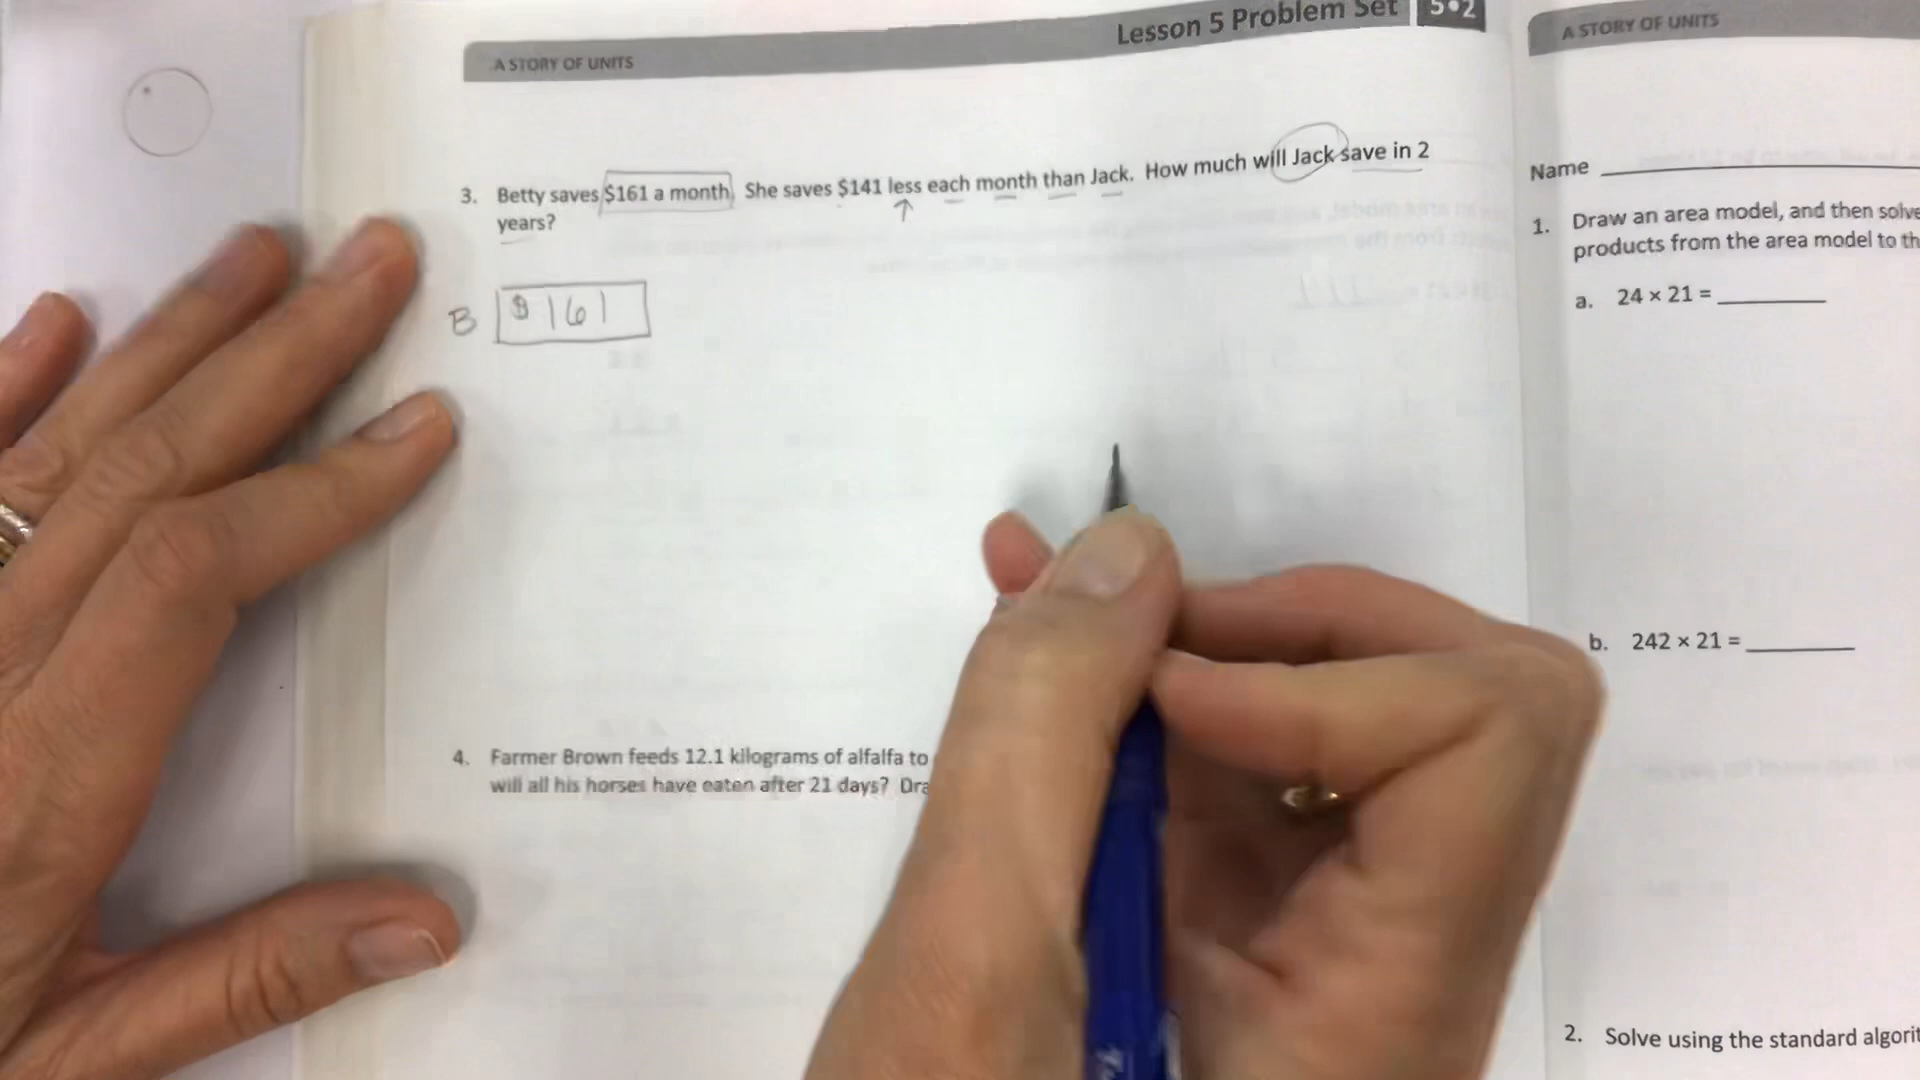 A STORY OF UNITS
Lesson 5 Problem Set 5•2
3. Betty saves $161 a month. She saves $141 less each month than Jack. How much will Jack save in 2
years?
B $161
4. Farmer Brown feeds 12.1 kilograms of alfalfa to
will all his horses have eaten after 21 days? Dra
A STORY OF UNITS
Name
1. Draw an area model, and then solve
products from the area model to th
a. 24 × 21 =
b. 242 × 21 =
2. Solve using the standard algorit